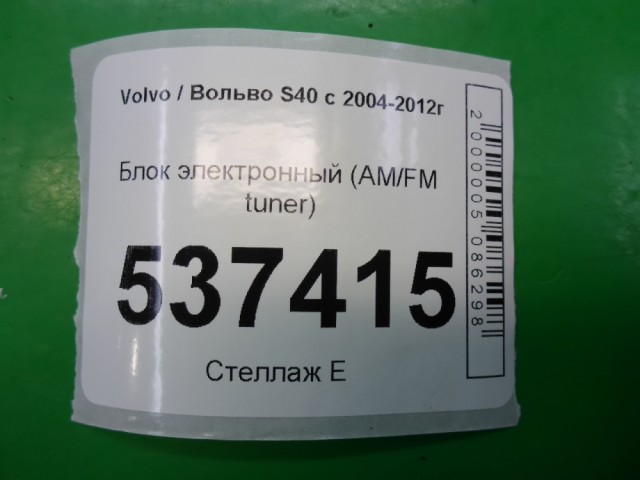 Volvo / Вольво S40 с 2004-2012г
Блок электронный (AM/FM
tuner)
537415
Стеллаж Е
2000005086298